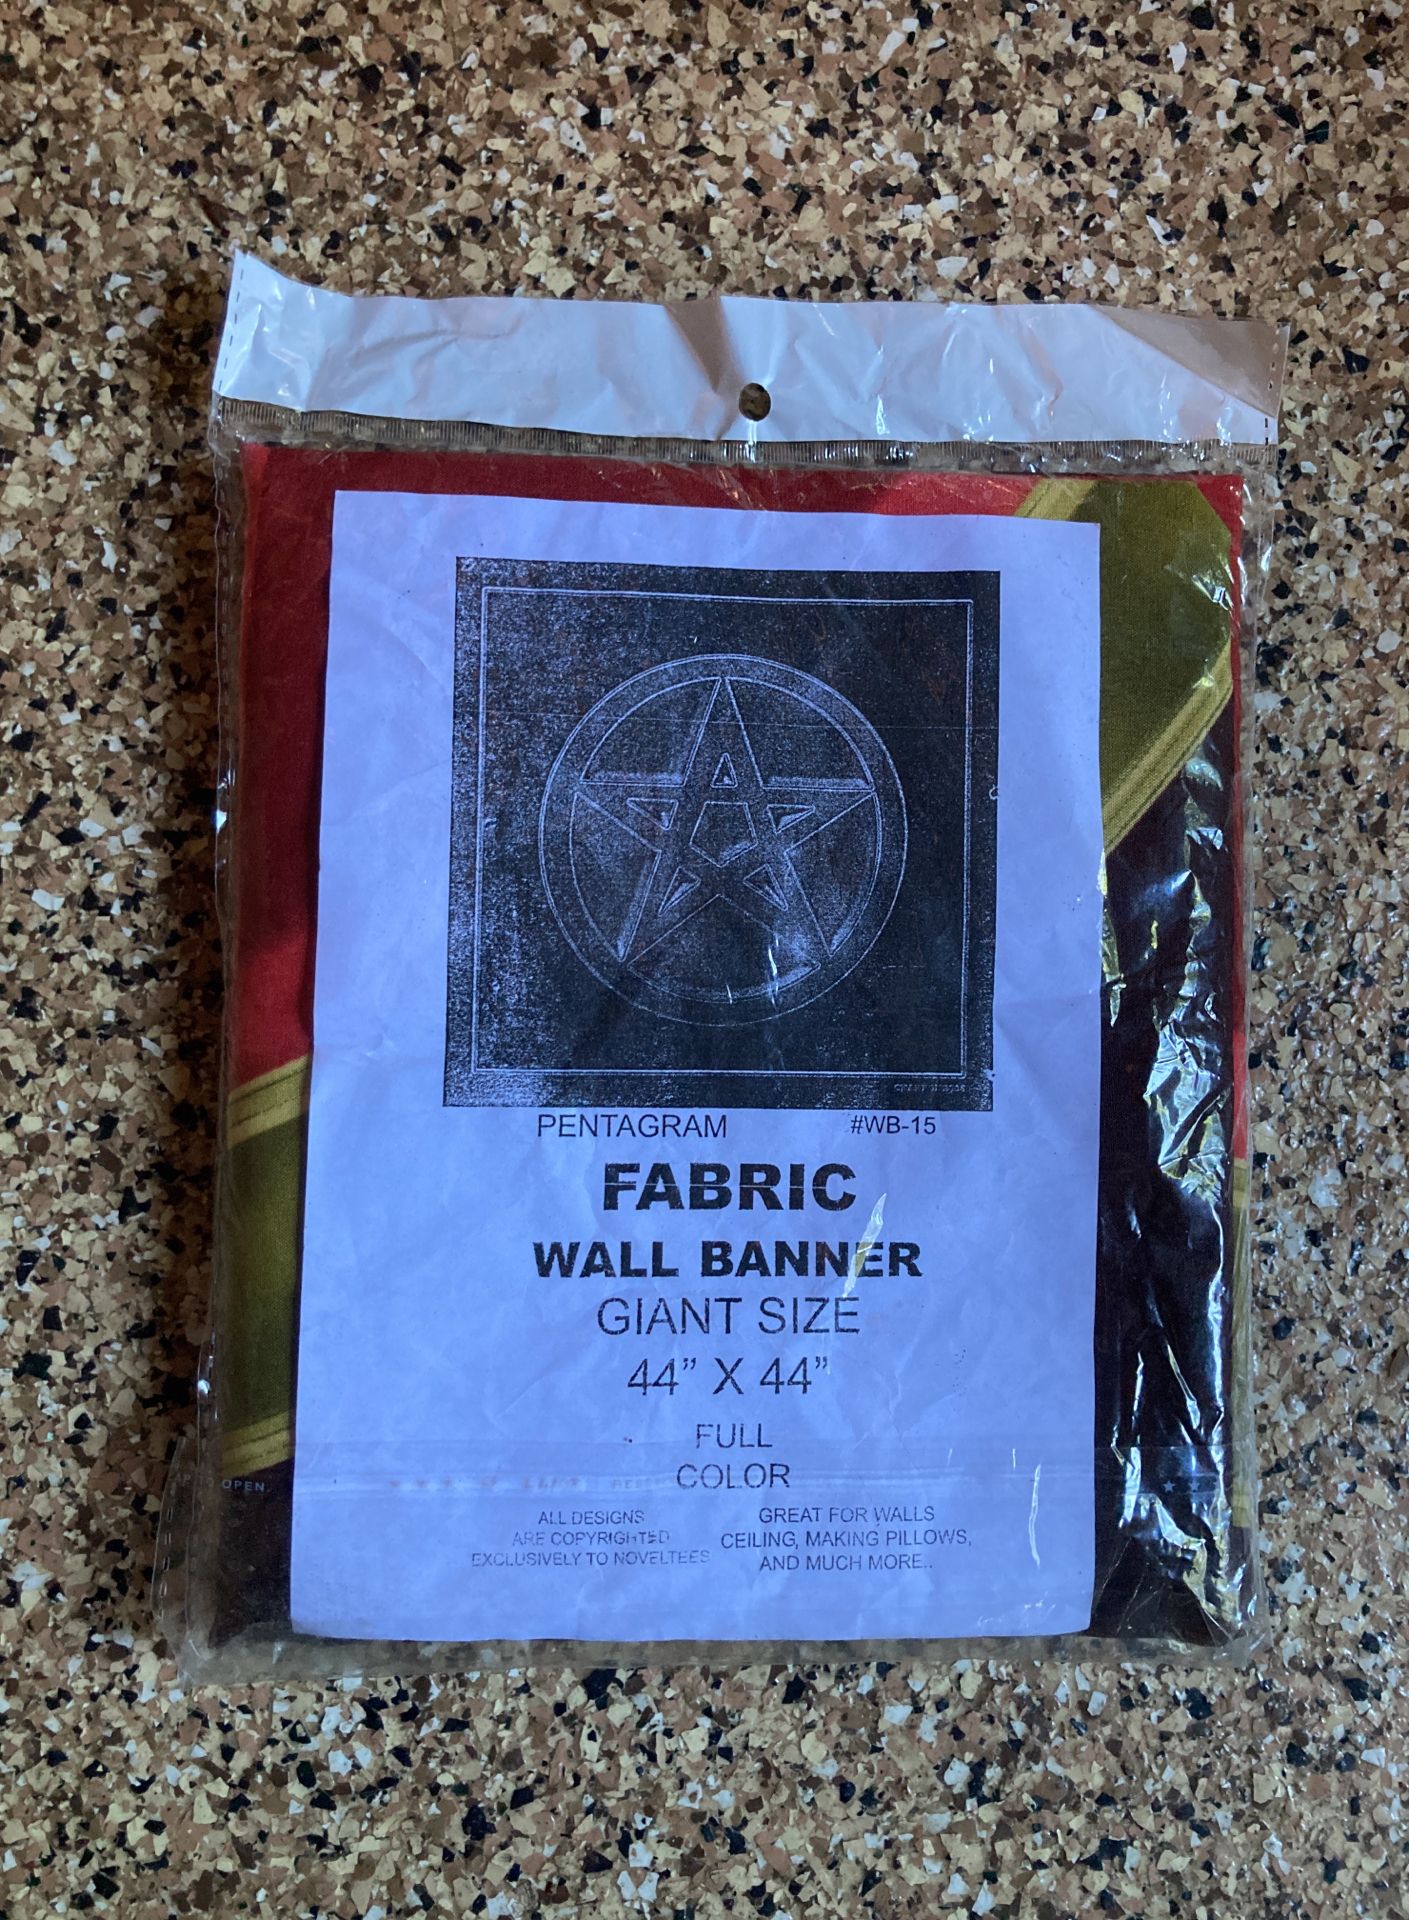 PENTAGRAM #WB-15
FABRIC
WALL BANNER
GIANT SIZE
44” X 44”
FULL
COLOR
OPEN.
ALL DESIGNS
ARE COPYRIGHTED
EXCLUSIVELY TO NOVELTEES
GREAT FOR WALLS
CEILING, MAKING PILLOWS,
AND MUCH MORE..